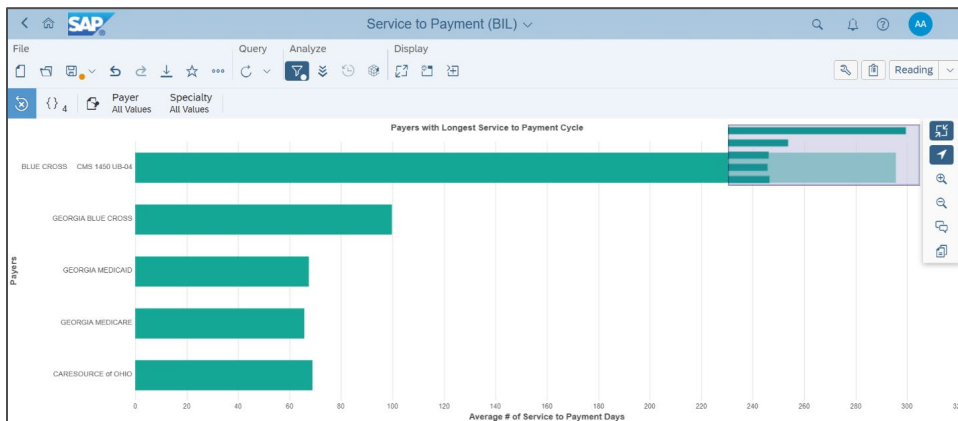 SAP
Service to Payment (BIL)
AA
File
Query
Analyze
Display
Reading
{} 4
Payer
All Values
Specialty
All Values
Payers with Longest Service to Payment Cycle
BLUE CROSS CMS 1450 UB-04
GEORGIA BLUE CROSS
GEORGIA MEDICAID
GEORGIA MEDICARE
CARESOURCE of OHIO
Payers
0 20 40 60 80 100 120 140 160 180 200 220 240 260 280 300
Average # of Service to Payment Days